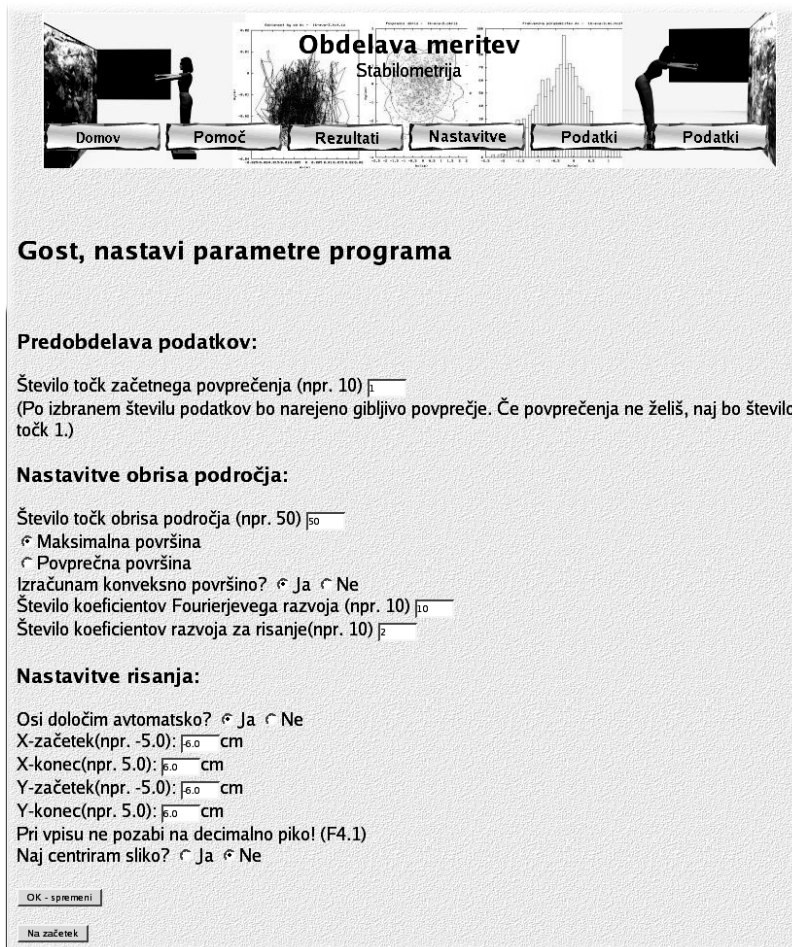 Obdelava meritev
Stabilometrija
Domov Pomoč Rezultati Nastavitve Podatki Podatki
Gost, nastavi parametre programa
Predobdelava podatkov:
Število točk začetnega povprečenja (npr. 10) 1
(Po izbranem številu podatkov bo narejeno gibljivo povprečje. Če povprečenja ne želiš, naj bo število
točk 1.)
Nastavitve obrisa področja:
Število točk obrisa področja (npr. 50) 50
Maksimalna površina
Povprečna površina
Izračunam konveksno površino? Ja Ne
Število koeficientov Fourierjevega razvoja (npr. 10) 10
Število koeficientov razvoja za risanje(npr. 10) 2
Nastavitve risanja:
Osi določim avtomatsko? Ja Ne
X-začetek(npr. -5.0): -6.0 cm
X-konec(npr. 5.0): 6.0 cm
Y-začetek(npr. -5.0): -6.0 cm
Y-konec(npr. 5.0): 6.0 cm
Pri vpisu ne pozabi na decimalno piko! (F4.1)
Naj centriram sliko? Ja Ne
OK - spremeni
Na začetek